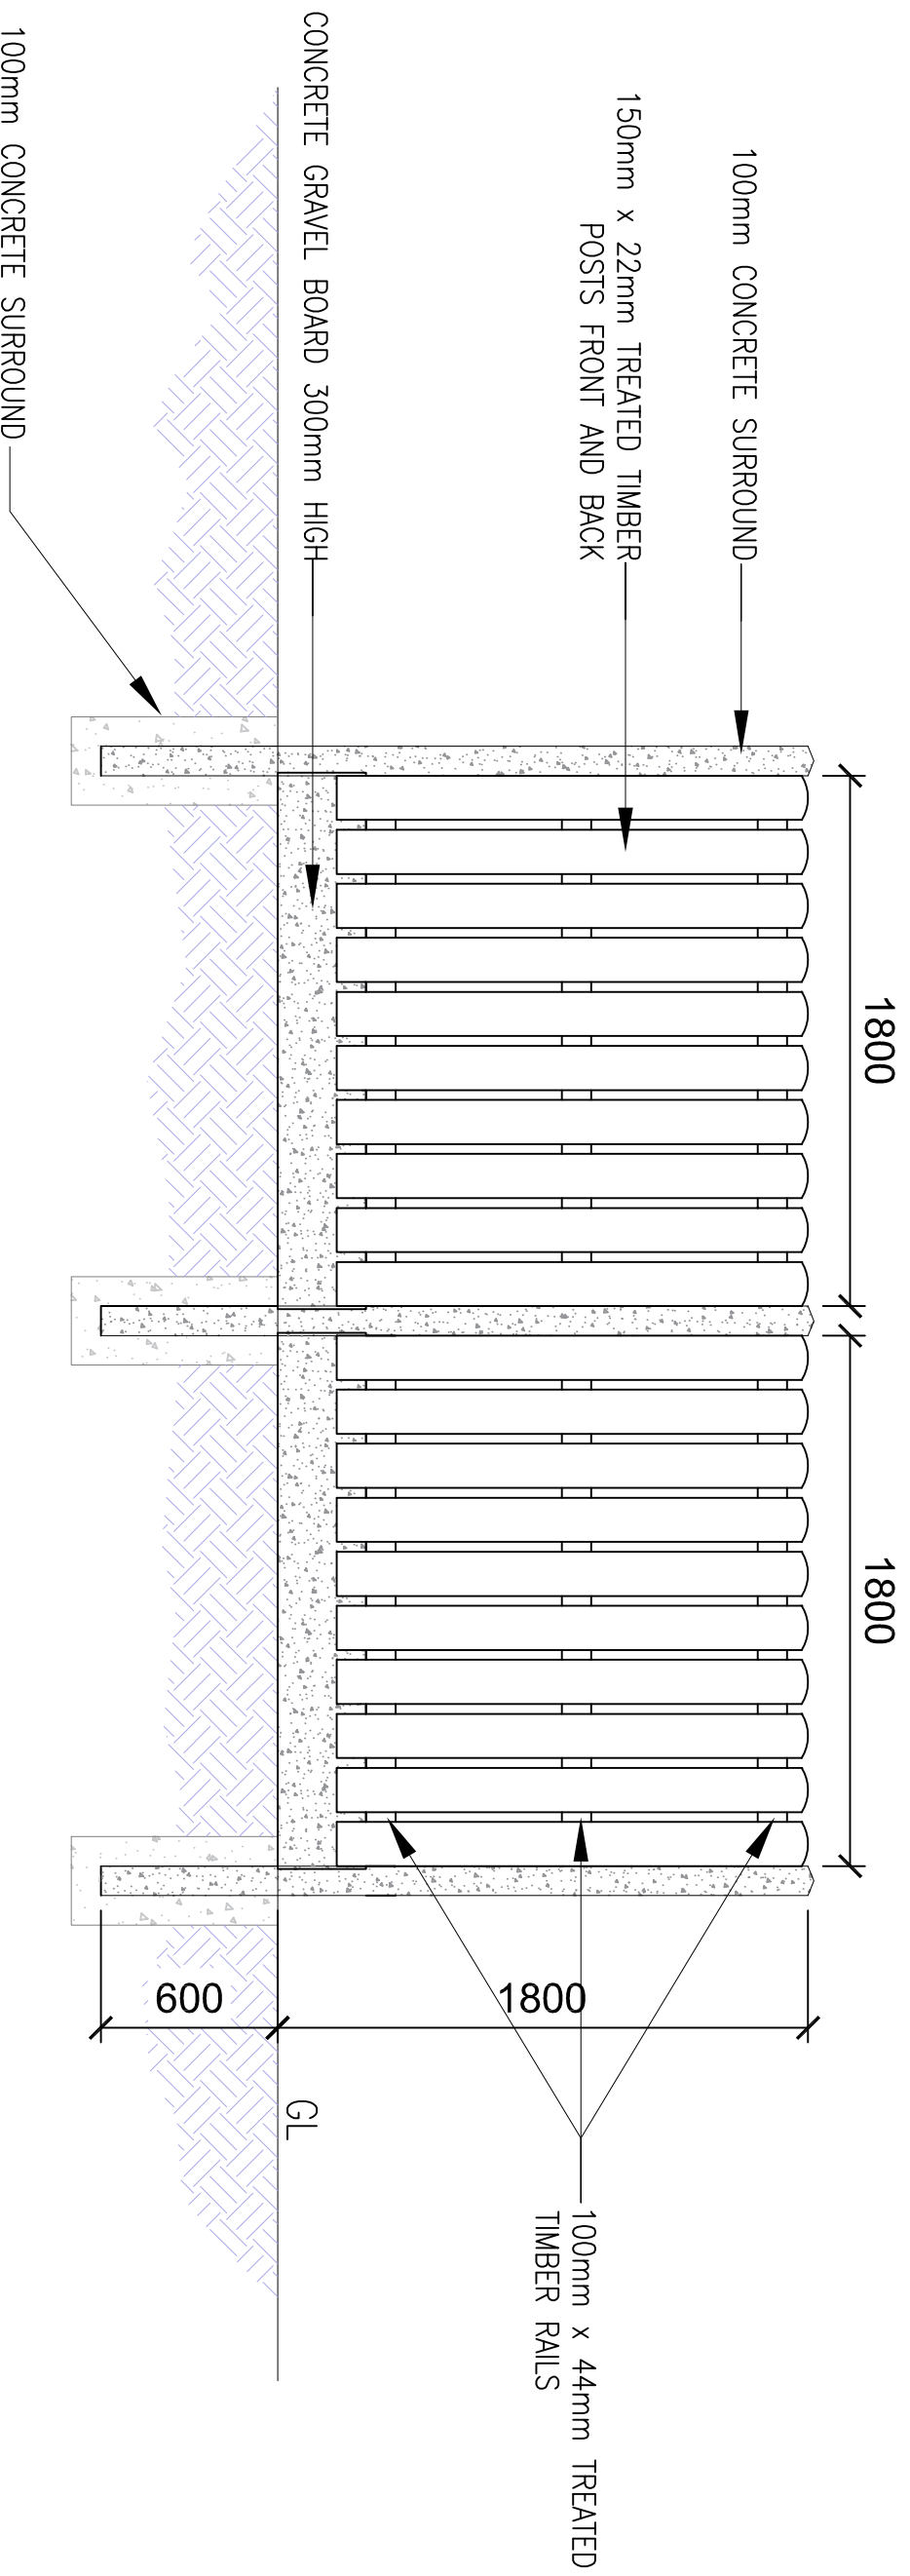 1800
1800
100mm CONCRETE SURROUND
150mm x 22mm TREATED TIMBER
POSTS FRONT AND BACK
CONCRETE GRAVEL BOARD 300mm HIGH
100mm CONCRETE SURROUND
1800
600
GL
100mm x 44mm TREATED
TIMBER RAILS